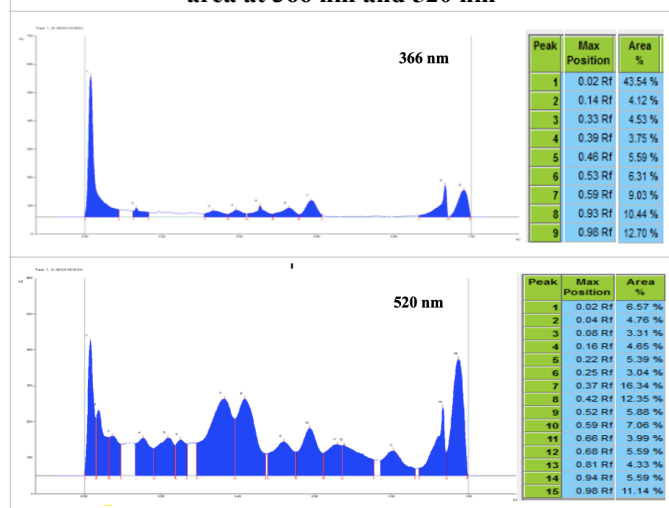 area at 366 nm and 520 nm
366 nm
Peak Max Position Area %
1 0.02 Rf 43.54 %
2 0.14 Rf 4.12 %
3 0.33 Rf 4.53 %
4 0.39 Rf 3.75 %
5 0.46 Rf 5.59 %
6 0.53 Rf 6.31 %
7 0.59 Rf 9.03 %
8 0.93 Rf 10.44 %
9 0.98 Rf 12.70 %
520 nm
Peak Max Position Area %
1 0.02 Rf 6.57 %
2 0.04 Rf 4.76 %
3 0.08 Rf 3.31 %
4 0.16 Rf 4.65 %
5 0.22 Rf 5.39 %
6 0.25 Rf 3.04 %
7 0.37 Rf 16.34 %
8 0.42 Rf 12.35 %
9 0.52 Rf 5.88 %
10 0.59 Rf 7.06 %
11 0.66 Rf 3.99 %
12 0.68 Rf 5.59 %
13 0.81 Rf 4.33 %
14 0.94 Rf 5.59 %
15 0.98 Rf 11.14 %